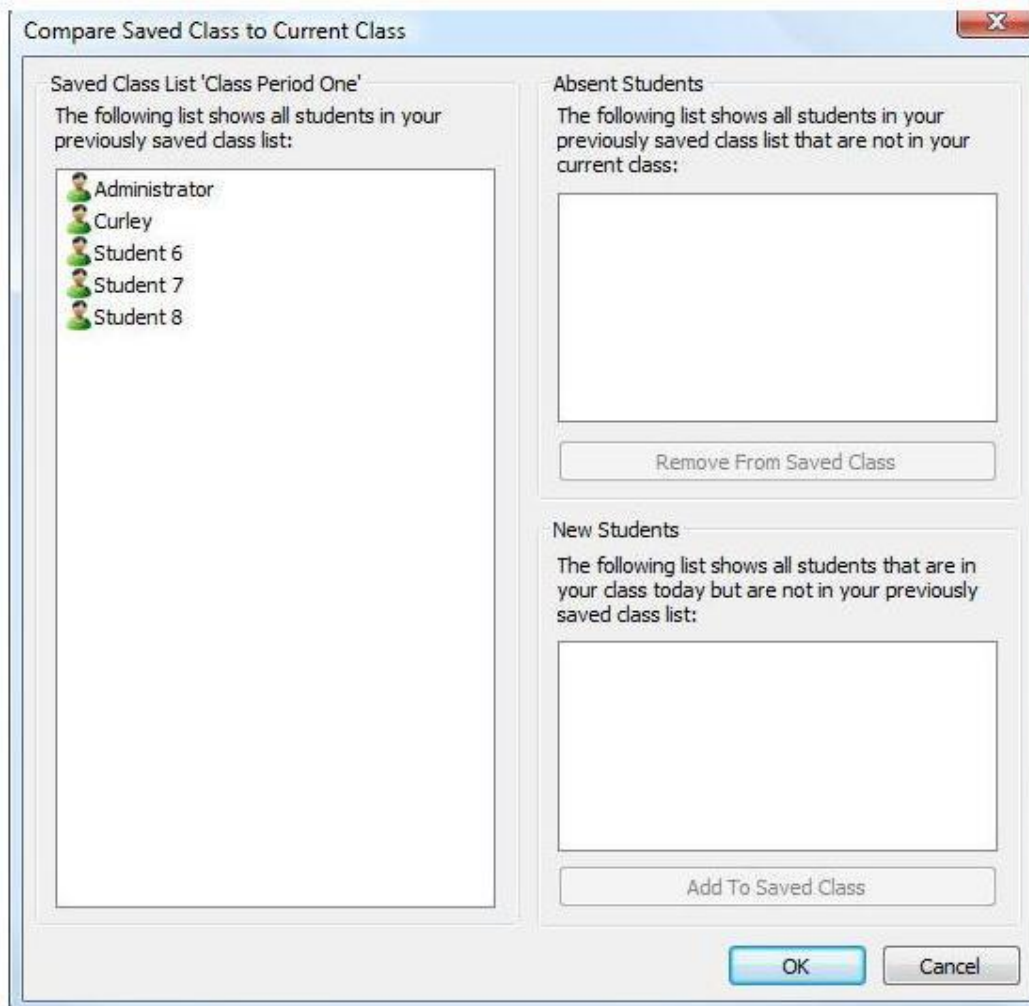 Compare Saved Class to Current Class
Saved Class List 'Class Period One'
The following list shows all students in your
previously saved class list:
Administrator
Curley
Student 6
Student 7
Student 8
Absent Students
The following list shows all students in your
previously saved class list that are not in your
current class:
Remove From Saved Class
New Students
The following list shows all students that are in
your class today but are not in your previously
saved class list:
Add To Saved Class
OK
Cancel